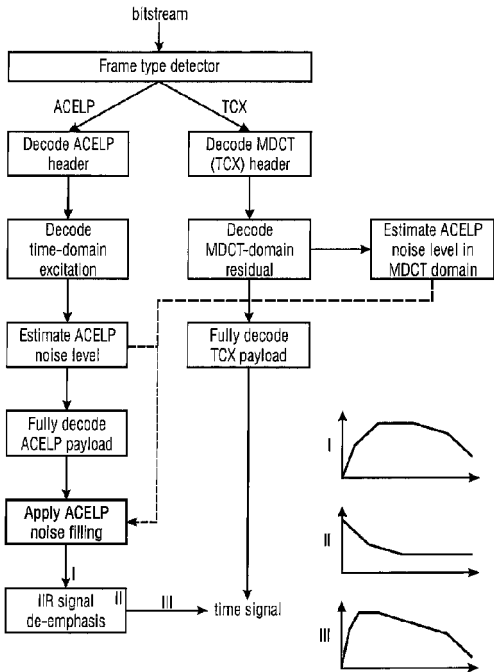 bitstream
Frame type detector
ACELP
TCX
Decode ACELP
header
Decode MDCT
(TCX) header
Decode
time-domain
excitation
Decode
MDCT-domain
residual
Estimate ACELP
noise level in
MDCT domain
Estimate ACELP
noise level
Fully decode
TCX payload
Fully decode
ACELP payload
Apply ACELP
noise filling
I
IIR signal
de-emphasis
II
III
time signal
I
II
III